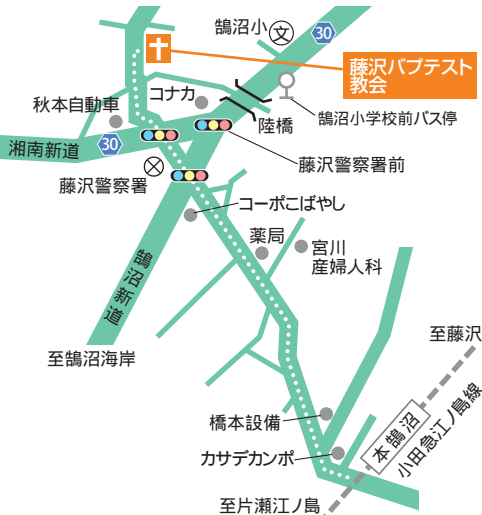 鵠沼小
文
30
藤沢バプテスト
教会
コナカ
秋本自動車
鵠沼小学校前バス停
陸橋
湘南新道
30
藤沢警察署前
藤沢警察署
コーポこばやし
薬局
宮川
産婦人科
鵠沼新道
至鵠沼海岸
至藤沢
橋本設備
本鵠沼
小田急江ノ島線
カサデカンポ
至片瀬江ノ島